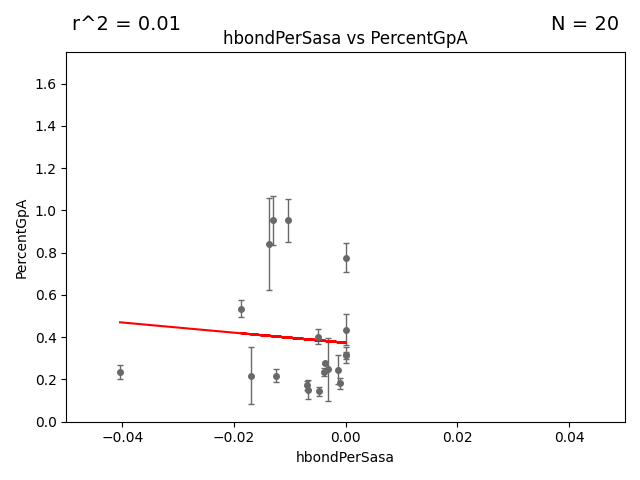 r^2 = 0.01
N = 20
hbondPerSasa vs PercentGpA
PercentGpA
1.6
1.4
1.2
1.0
0.8
0.6
0.4
0.2
0.0
−0.04
−0.02
0.00
0.02
0.04
hbondPerSasa